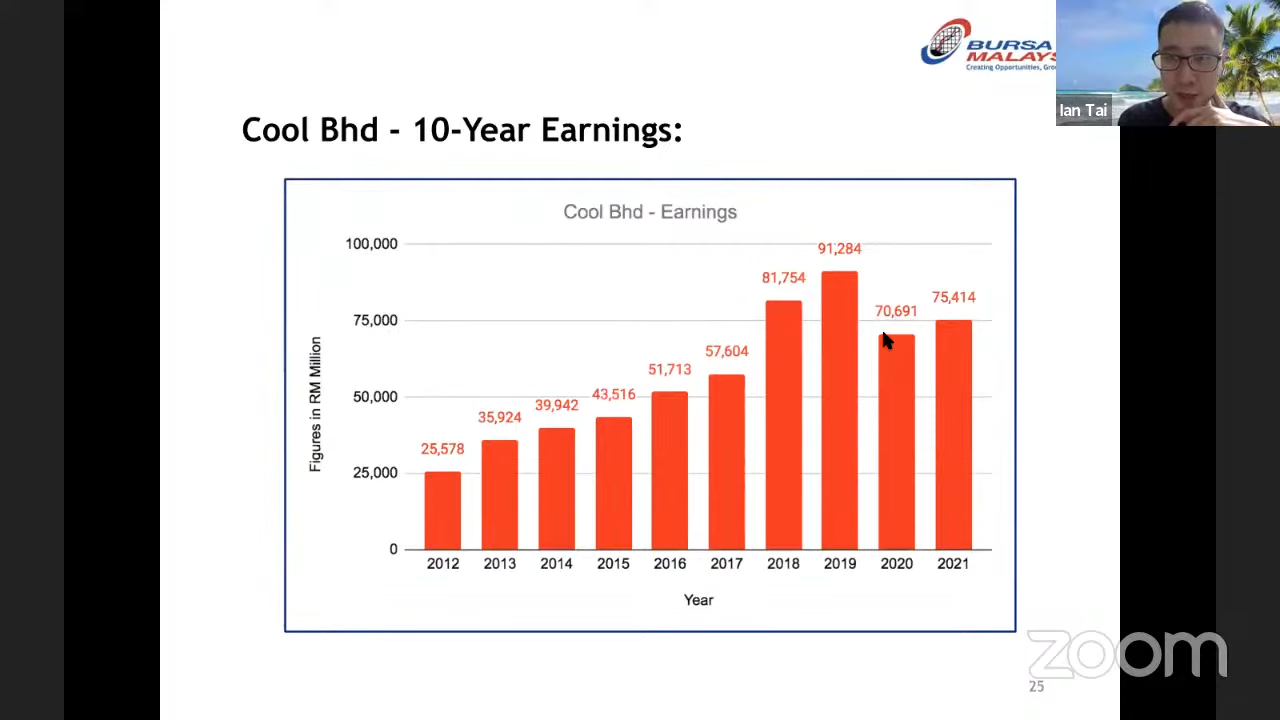 BURSA
MALAYS
Creating Opportunities, Gro
Ian Tai
Cool Bhd - 10-Year Earnings:
Cool Bhd - Earnings
Figures in RM Million
100,000
75,000
50,000
25,000
0
25,578
35,924
39,942
43,516
51,713
57,604
81,754
91,284
70,691
75,414
2012 2013 2014 2015 2016 2017 2018 2019 2020 2021
Year
zoom
25